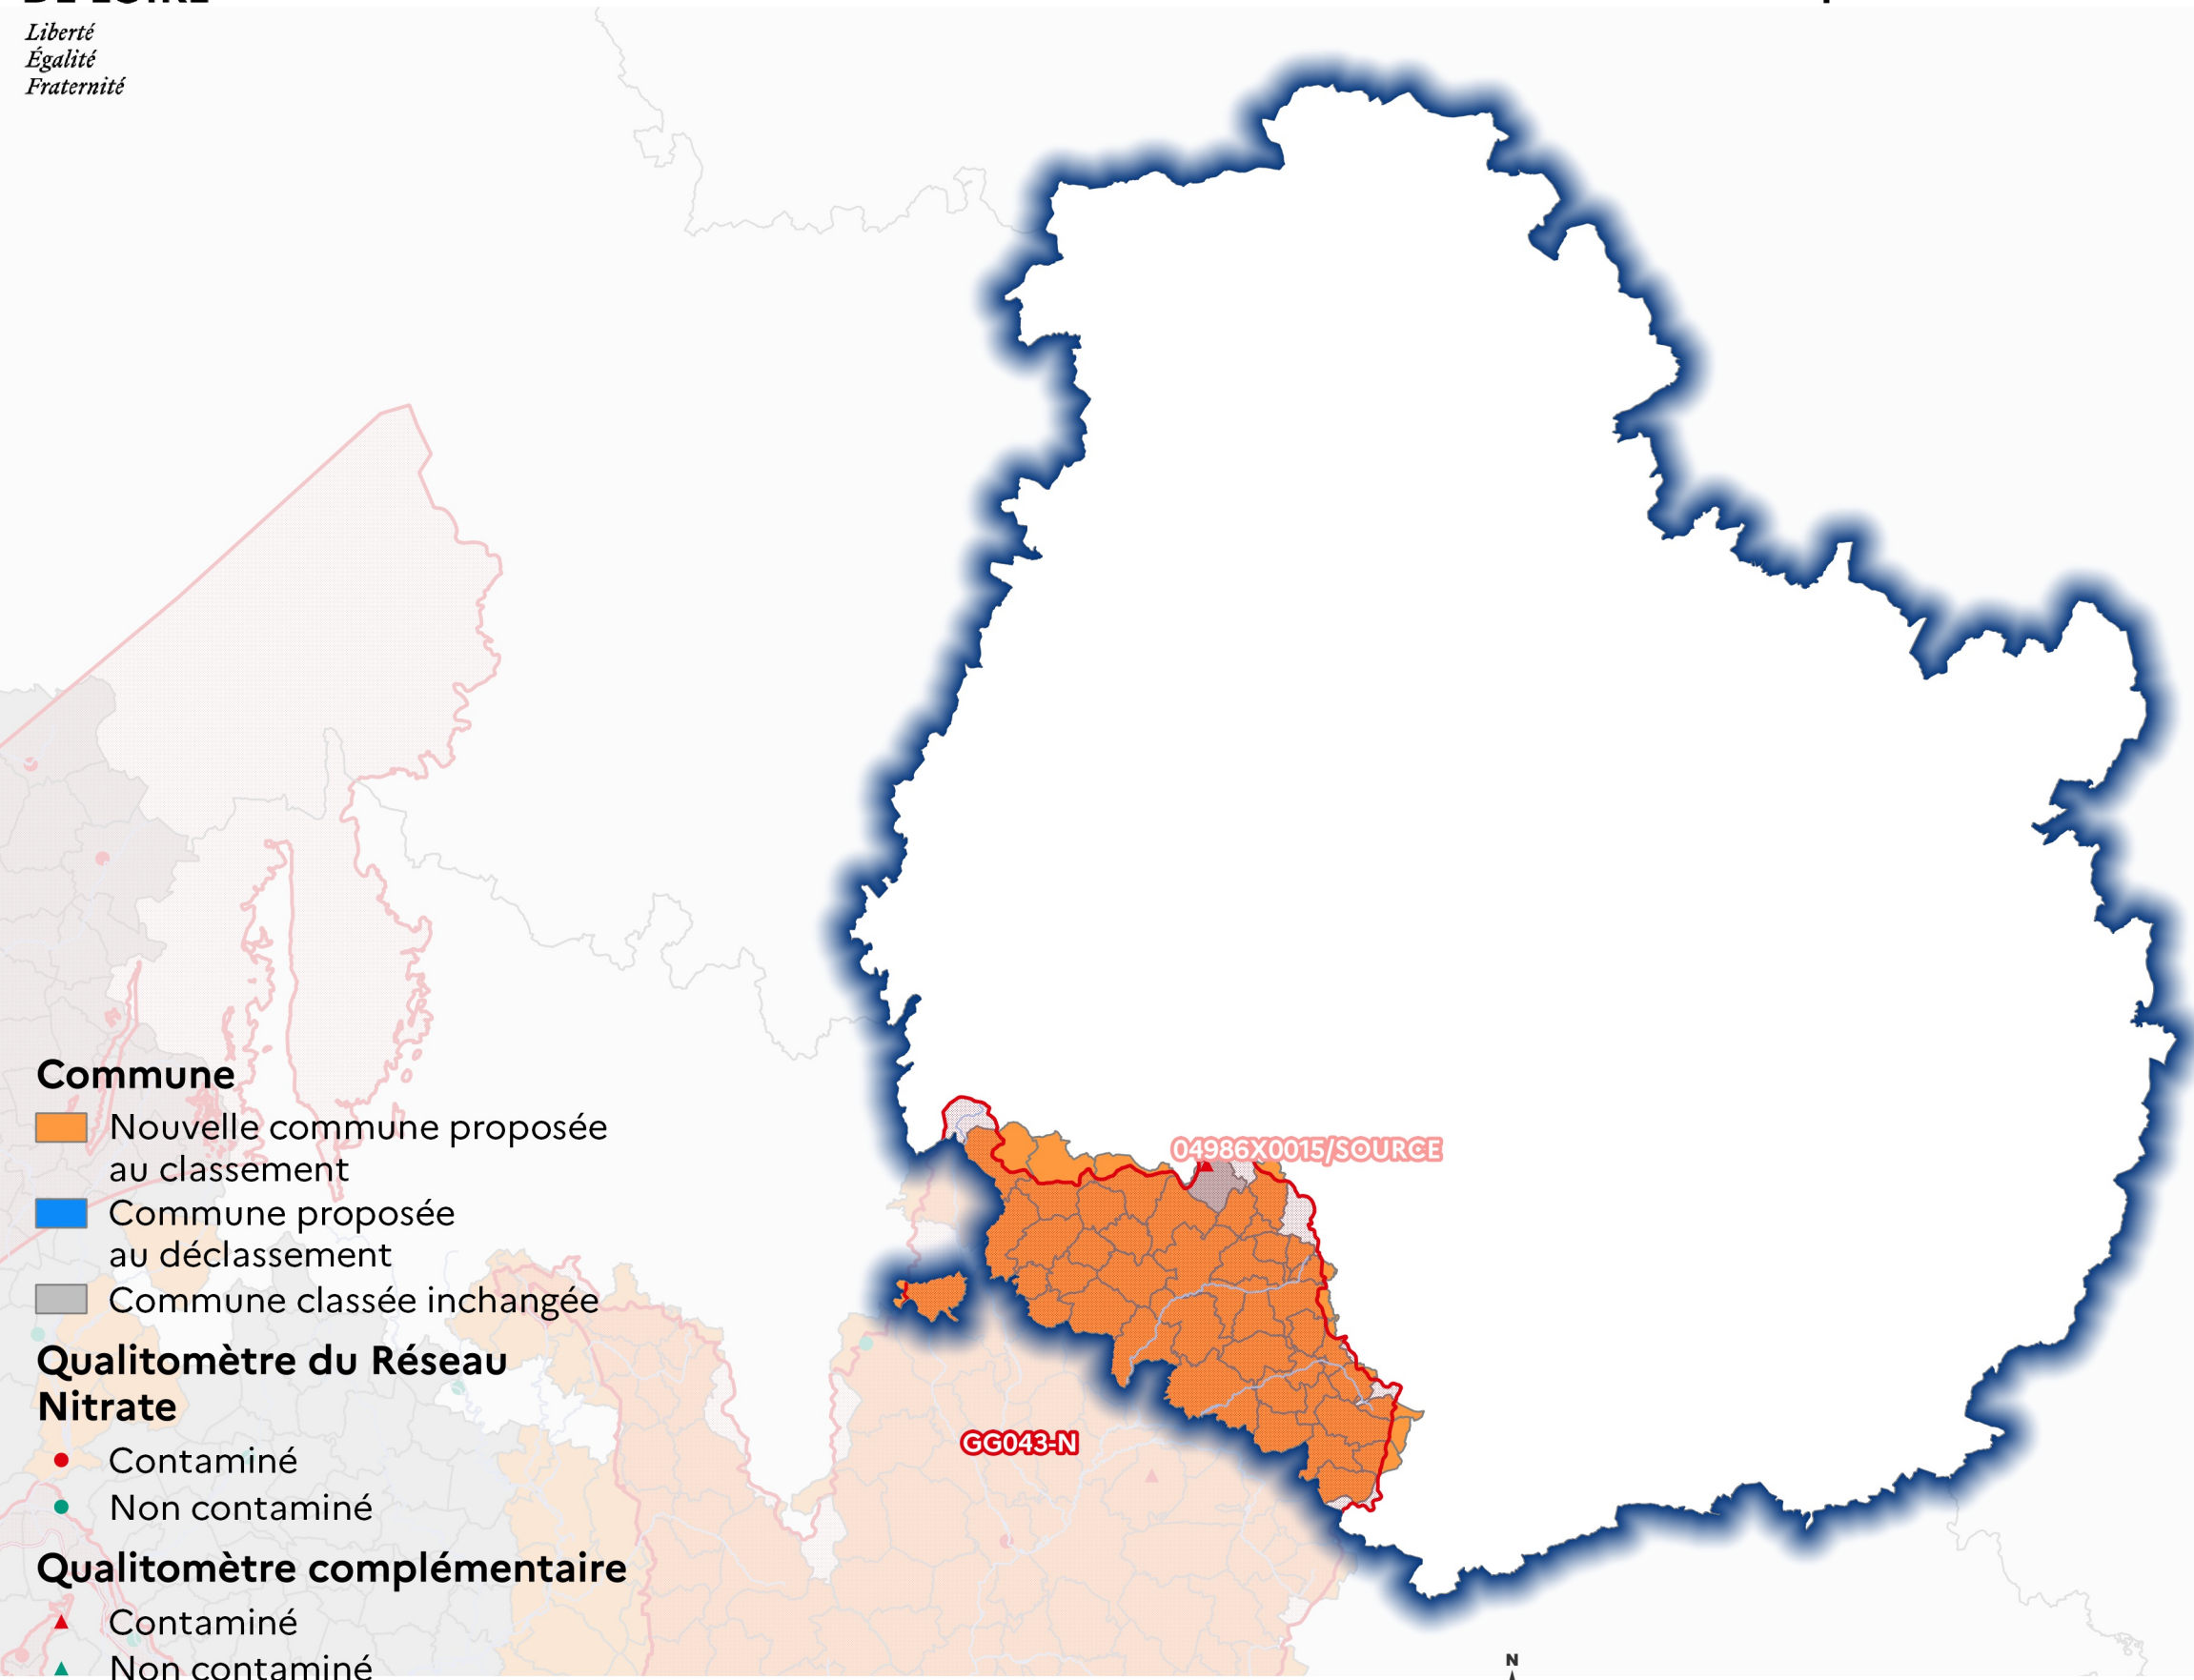 Liberté
Égalité
Fraternité
04986X0015/SOURCE
Commune
Nouvelle commune proposée
au classement
Commune proposée
au déclassement
Commune classée inchangée
Qualitomètre du Réseau
Nitrate
GG043-N
Contaminé
Non contaminé
Qualitomètre complémentaire
Contaminé
Non contaminé
N